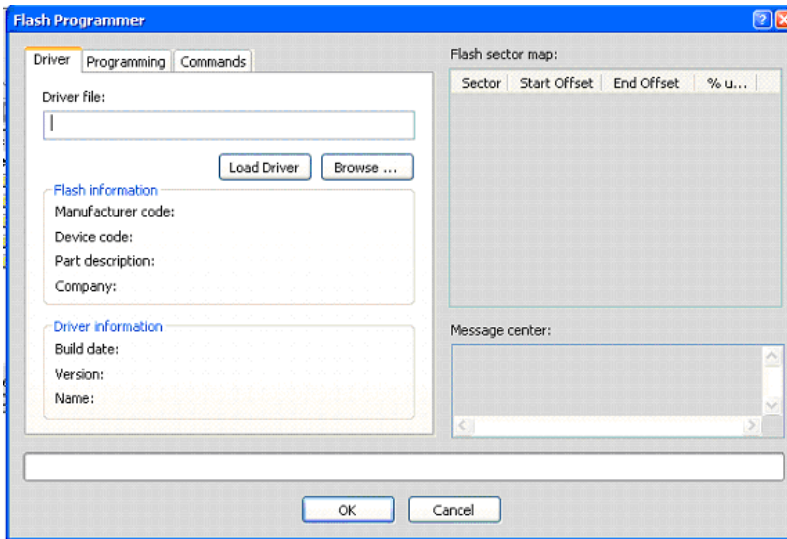 Flash Programmer
Driver Programming Commands
Driver file:
Load Driver Browse ...
Flash information
Manufacturer code:
Device code:
Part description:
Company:
Driver information
Build date:
Version:
Name:
Flash sector map:
Sector Start Offset End Offset % u...
Message center:
OK Cancel